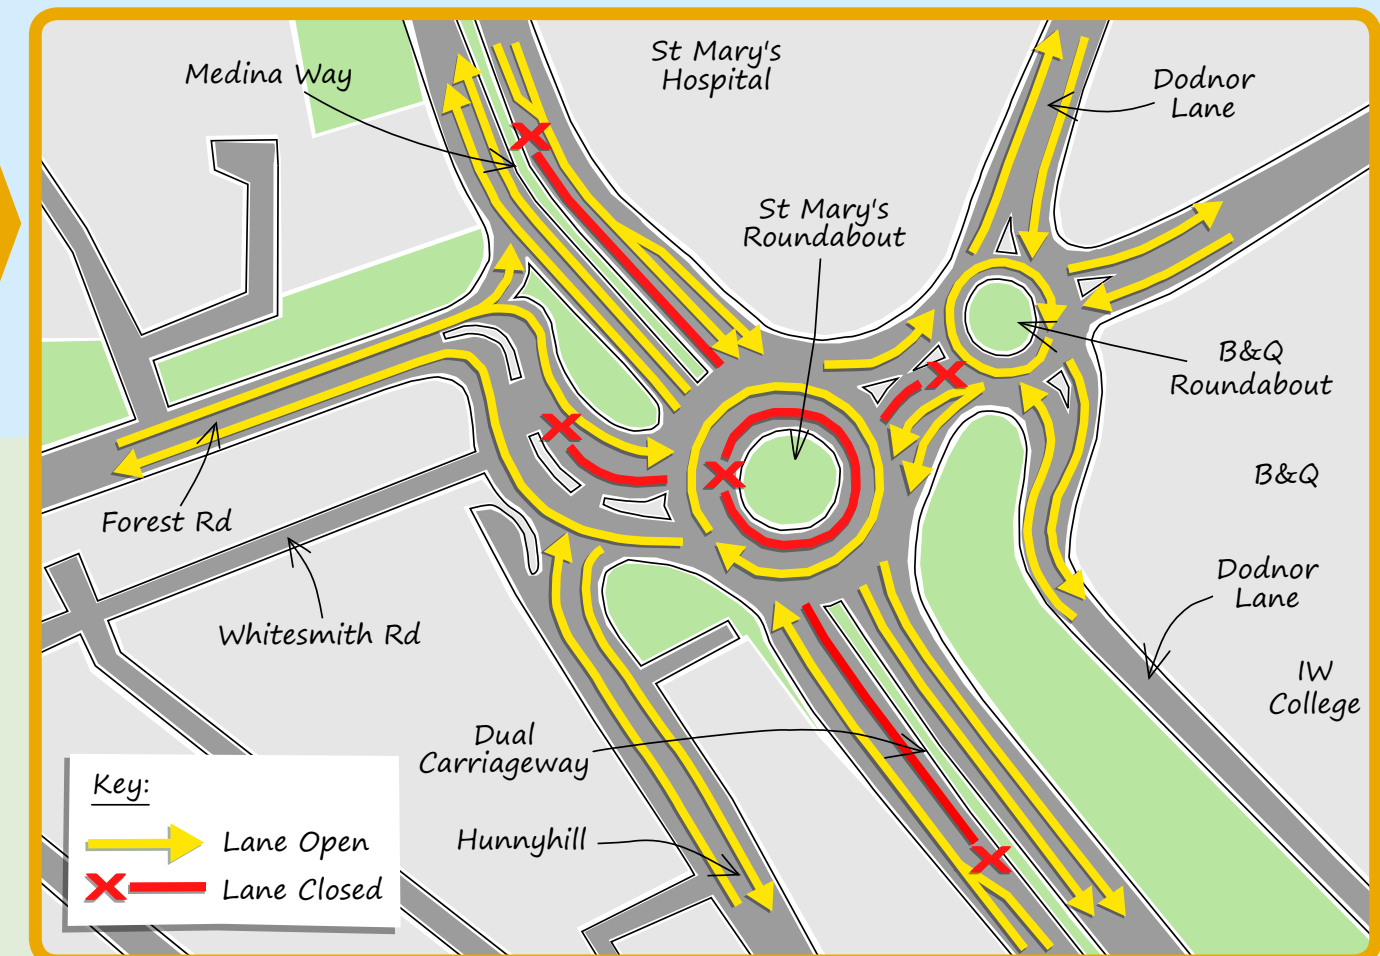 St Mary's
Hospital
Medina Way
Dodnor
Lane
St Mary's
Roundabout
B&Q
Roundabout
B&Q
Forest Rd
Dodnor
Lane
Whitesmith Rd
IW
College
Dual
Carriageway
Hunnyhill
Key:
Lane Open
Lane Closed